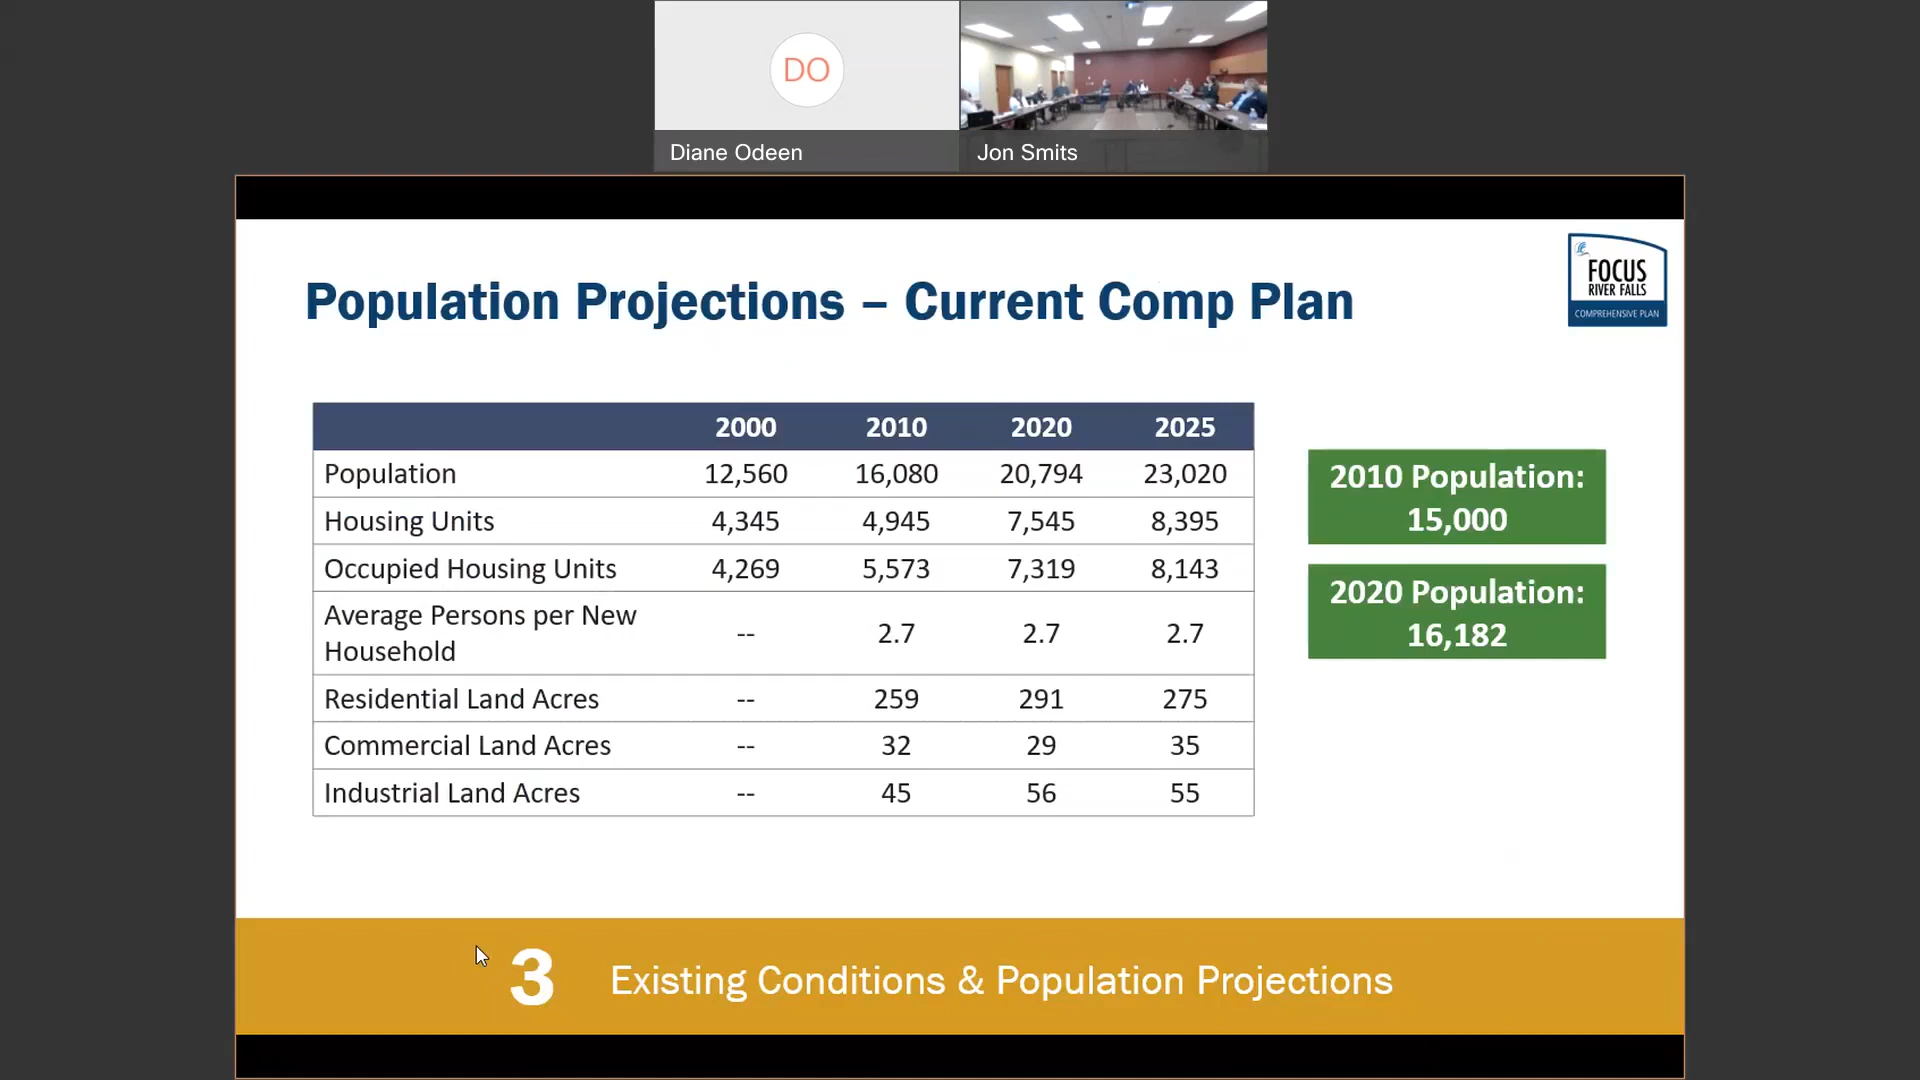 DO
Diane Odeen
Jon Smits
Population Projections – Current Comp Plan
FOCUS
RIVER FALLS
COMPREHENSIVE PLAN
2000 2010 2020 2025
Population 12,560 16,080 20,794 23,020
Housing Units 4,345 4,945 7,545 8,395
Occupied Housing Units 4,269 5,573 7,319 8,143
Average Persons per New
Household -- 2.7 2.7 2.7
Residential Land Acres -- 259 291 275
Commercial Land Acres -- 32 29 35
Industrial Land Acres -- 45 56 55
2010 Population:
15,000
2020 Population:
16,182
3 Existing Conditions & Population Projections